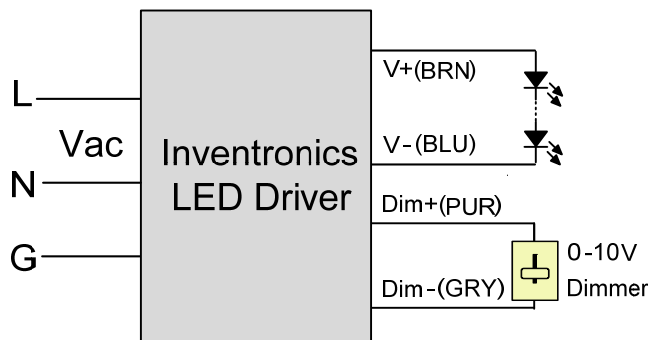 L
Vac
N
G
Inventronics
LED Driver
V+(BRN)
V-(BLU)
Dim+(PUR)
Dim-(GRY)
0-10V
Dimmer